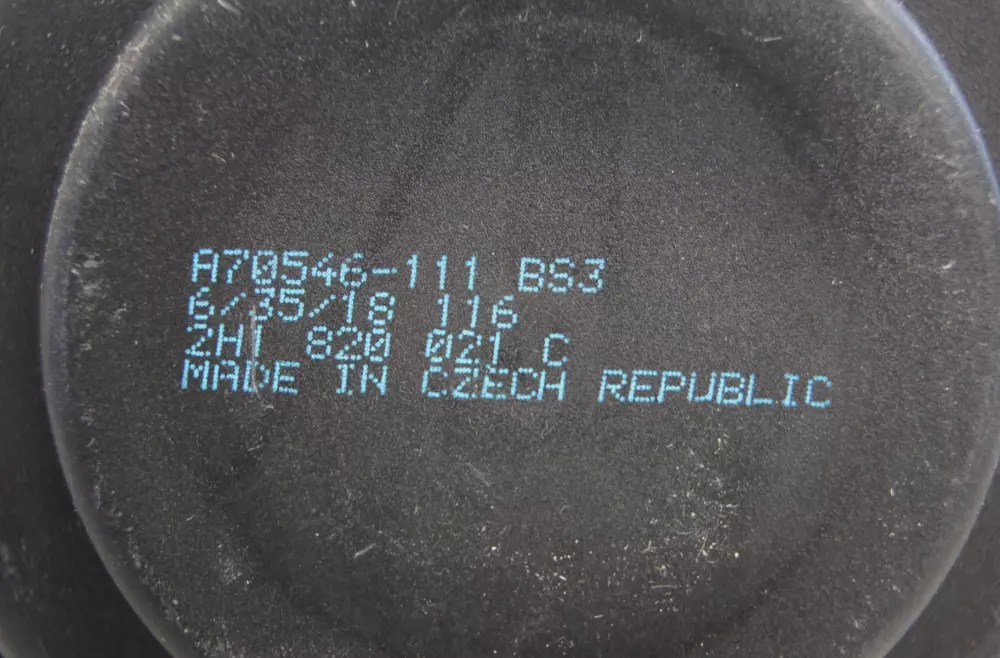 A70546-111 BS3
6/35/18 116
2H1 820 021 C
MADE IN CZECH REPUBLIC